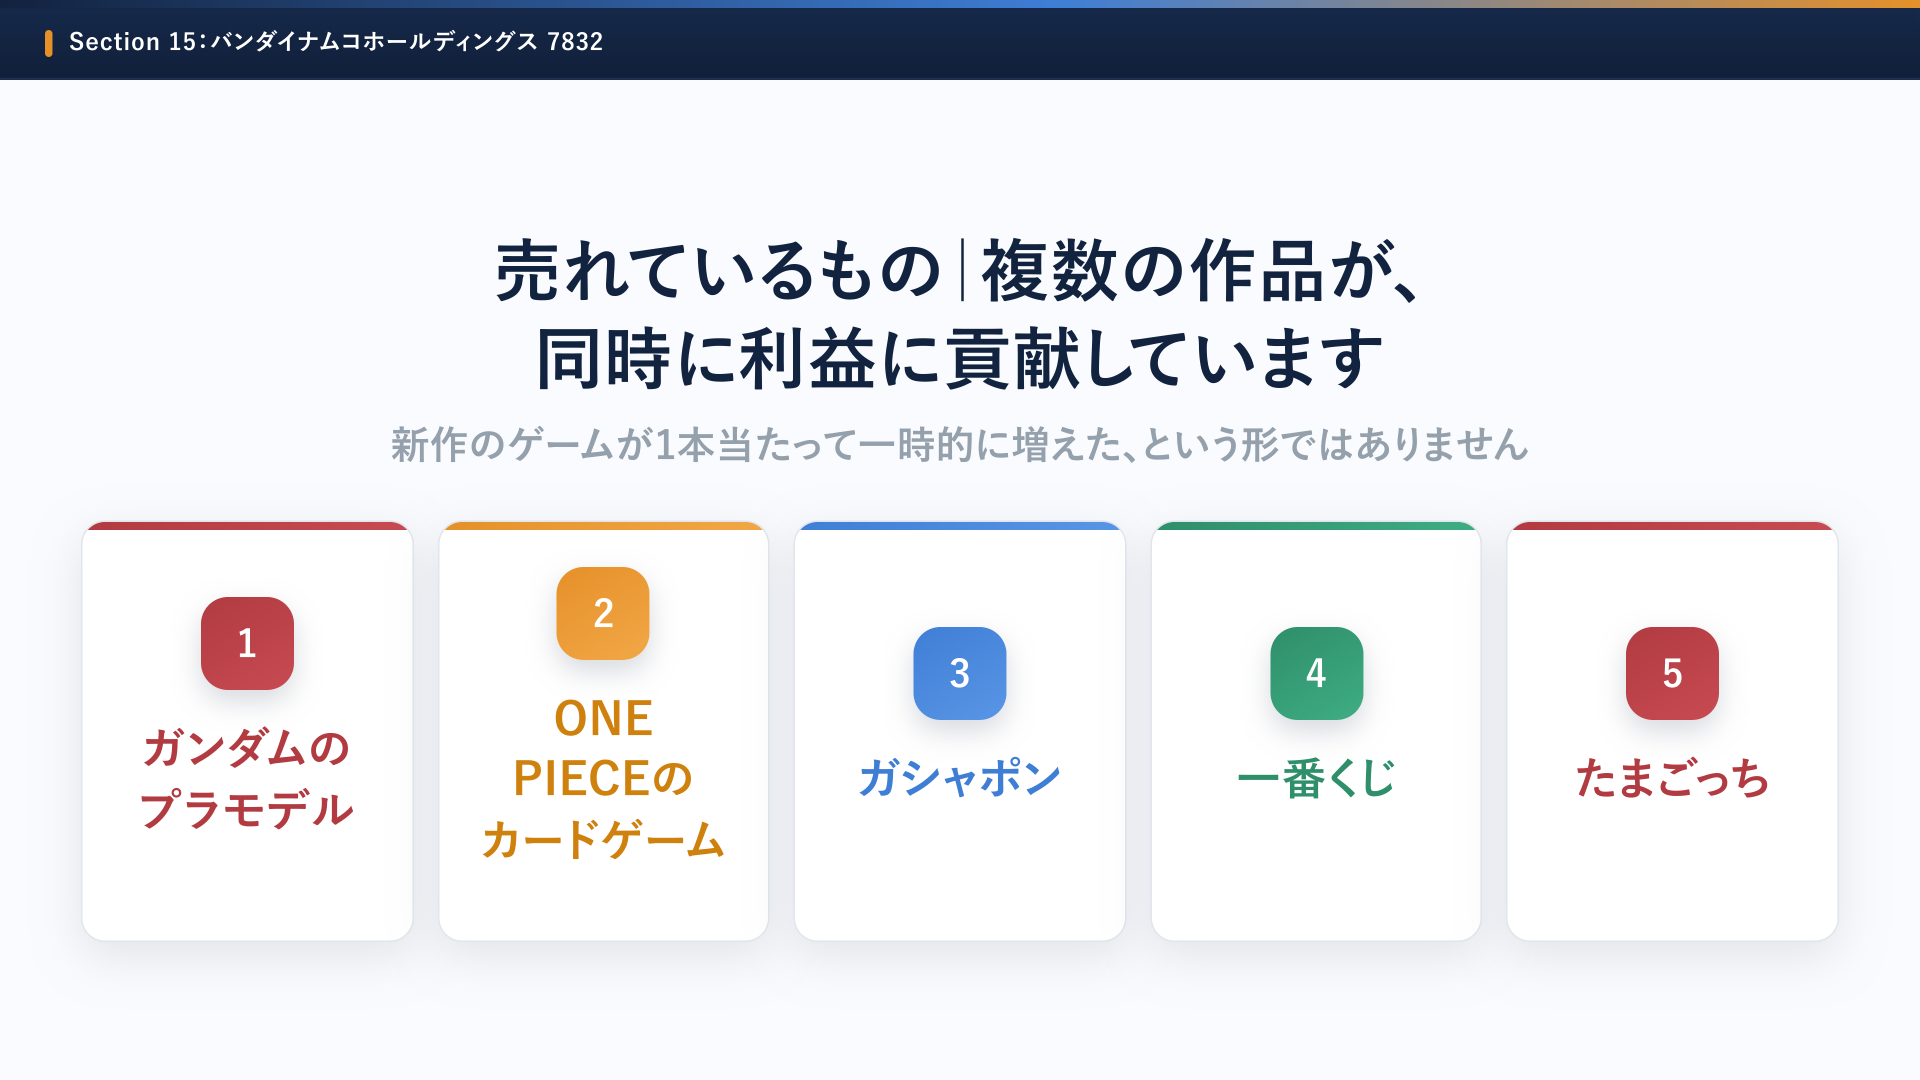 Section 15：バンダイナムコホールディングス 7832
売れているもの｜複数の作品が、
同時に利益に貢献しています
新作のゲームが1本当たって一時的に増えた、という形ではありません
1
ガンダムの
プラモデル
2
ONE
PIECEの
カードゲーム
3
ガシャポン
4
一番くじ
5
たまごっち